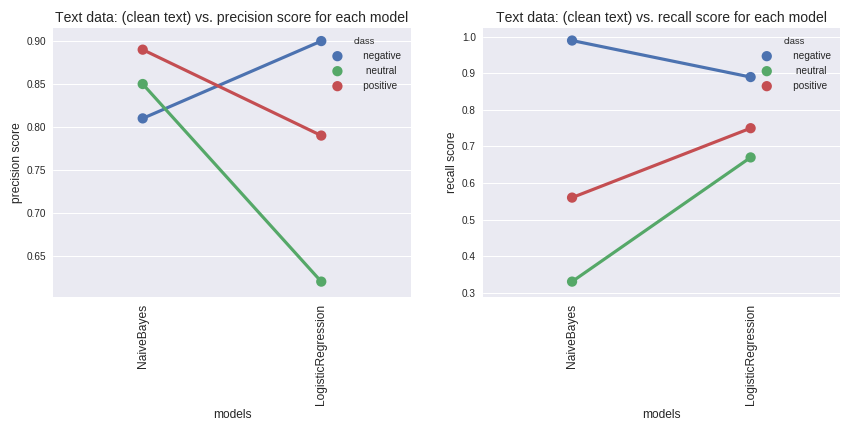 Text data: (clean text) vs. precision score for each model
precision score
0.90
0.85
0.80
0.75
0.70
0.65
class
negative
neutral
positive
NaiveBayes
LogisticRegression
models
Text data: (clean text) vs. recall score for each model
recall score
1.0
0.9
0.8
0.7
0.6
0.5
0.4
0.3
class
negative
neutral
positive
NaiveBayes
LogisticRegression
models